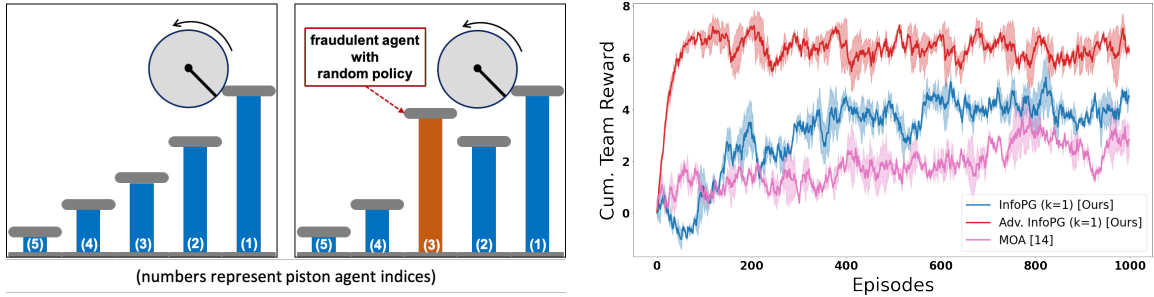 fraudulent agent
with
random policy
(5)
(4)
(3)
(2)
(1)
(5)
(4)
(3)
(2)
(1)
(numbers represent piston agent indices)
Cum. Team Reward
8
6
4
2
0
InfoPG (k=1) [Ours]
Adv. InfoPG (k=1) [Ours]
MOA [14]
0
200
400
600
800
1000
Episodes